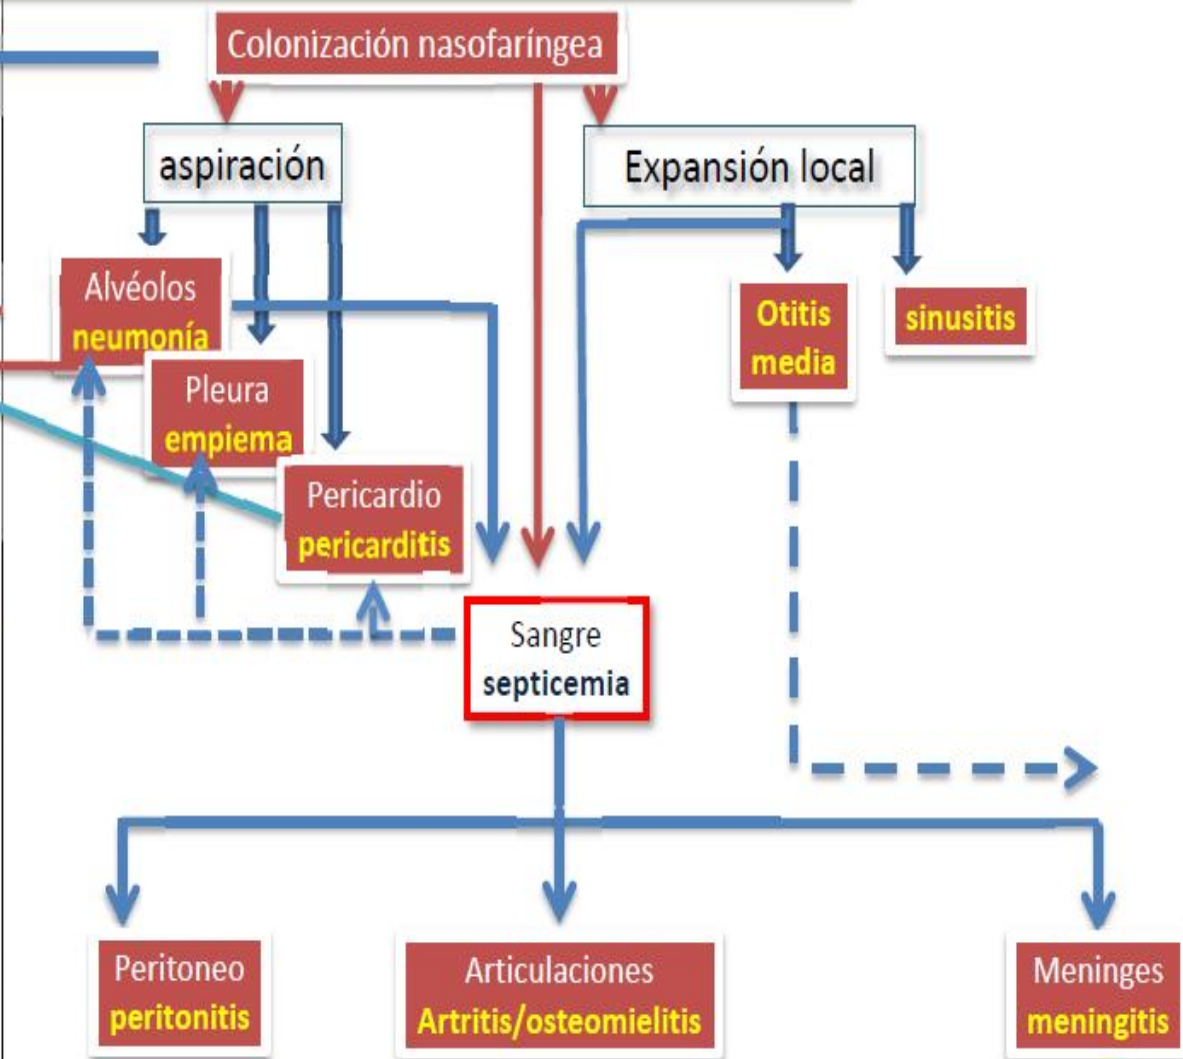 Colonización nasofaríngea
aspiración
Expansión local
Alvéolos
neumonía
Otitis
media
sinusitis
Pleura
empiema
Pericardio
pericarditis
Sangre
septicemia
Peritoneo
peritonitis
Articulaciones
Artritis/osteomielitis
Meninges
meningitis